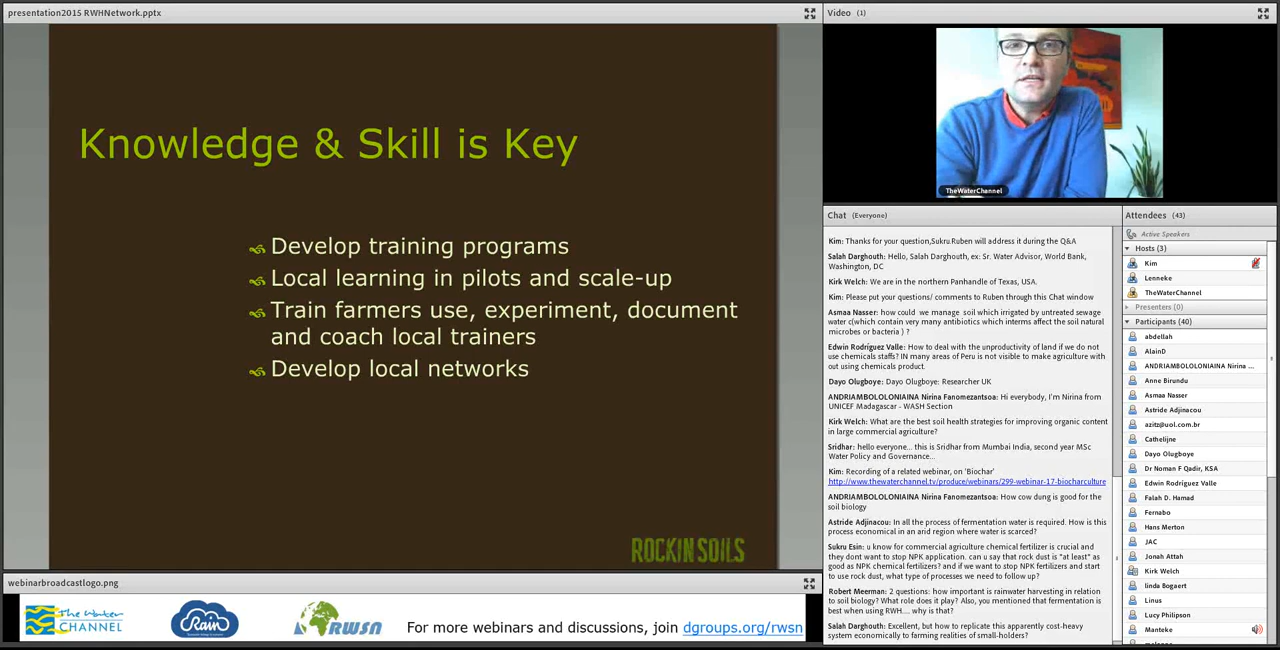 presentation2015 RWHNetwork.pptx
Knowledge & Skill is Key
Develop training programs
Local learning in pilots and scale-up
Train farmers use, experiment, document
and coach local trainers
Develop local networks
ROCKIN SOILS
webinarbroadcastlogo.png
the Water
CHANNEL
Rain
RWSN
For more webinars and discussions, join dgroups.org/rwsn
Video (1)
TheWaterChannel
Chat (Everyone)
Kim: Thanks for your question,Sukru.Ruben will address it during the Q&A
Salah Darghouth: Hello, Salah Darghouth, ex: Sr. Water Advisor, World Bank,
Washington, DC
Kirk Welch: We are in the northern Panhandle of Texas, USA.
Kim: Please put your questions/ comments to Ruben through this Chat window
Asmaa Nasser: how could we manage soil which irrigated by untreated sewage
water c(which contain very many antibiotics which interms affect the soil natural
microbes or bacteria ) ?
Edwin Rodríguez Valle: How to deal with the unproductivity of land if we do not
use chemicals staffs? IN many areas of Peru is not visible to make agriculture with
out using chemicals product.
Dayo Olugboye: Dayo Olugboye: Researcher UK
ANDRIAMBOLOLONIAINA Nirina Fanomezantsoa: Hi everybody, I'm Nirina from
UNICEF Madagascar - WASH Section
Kirk Welch: What are the best soil health strategies for improving organic content
in large commercial agriculture?
Sridhar: hello everyone... this is Sridhar from Mumbai India, second year MSc
Water Policy and Governance...
Kim: Recording of a related webinar, on 'Biochar'
http://www.thewaterchannel.tv/produce/webinars/299-webinar-17-biocharculture
ANDRIAMBOLOLONIAINA Nirina Fanomezantsoa: How cow dung is good for the
soil biology
Astride Adjinacou: In all the process of fermentation water is required. How is this
process economical in an arid region where water is scarced?
Sukru Esin: u know for commercial agriculture chemical fertilizer is crucial and
they dont want to stop NPK application. can u say that rock dust is "at least" as
good as NPK chemical fertilizers? and if we want to stop NPK fertilizers and start
to use rock dust, what type of processes we need to follow up?
Robert Meerman: 2 questions: how important is rainwater harvesting in relation
to soil biology? What role does it play? Also, you mentioned that fermentation is
best when using RWH.... why is that?
Salah Darghouth: Excellent, but how to replicate this apparently cost-heavy
system economically to farming realities of small-holders?
Attendees (43)
Active Speakers
Hosts (3)
Kim
Lenneke
TheWaterChannel
Presenters (0)
Participants (40)
abdellah
AlainD
ANDRIAMBOLOLONIAINA Nirina ...
Anne Birundu
Asmaa Nasser
Astride Adjinacou
azitz@uol.com.br
Cathelijne
Dayo Olugboye
Dr Noman F Qadir, KSA
Edwin Rodríguez Valle
Falah D. Hamad
Fernabo
Hans Merton
JAC
Jonah Attah
Kirk Welch
linda Bogaert
Linus
Lucy Philipson
Manteke